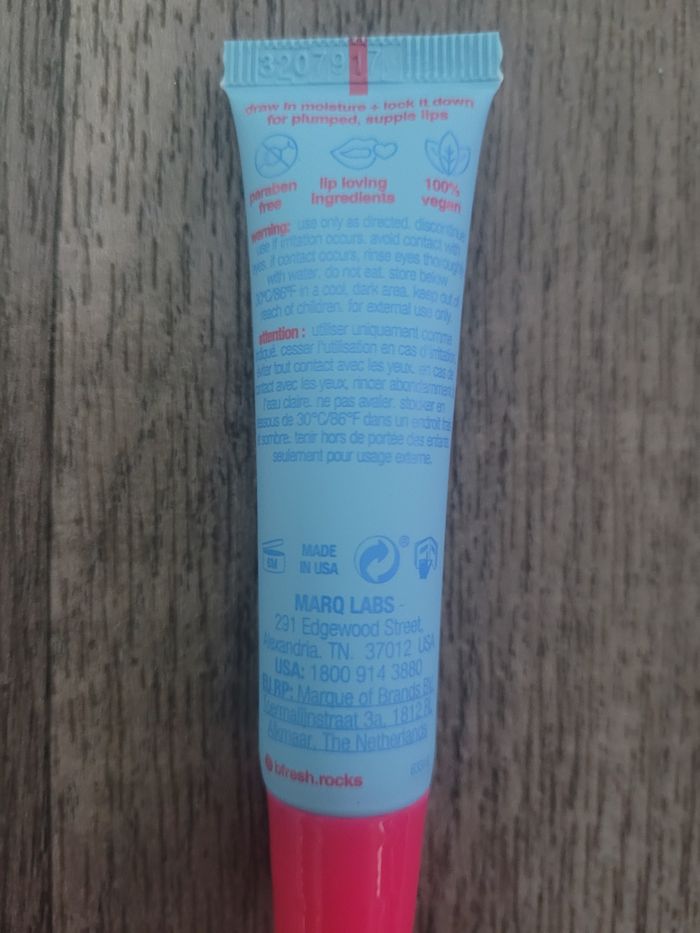 3207917
draw in moisture + lock it down
for plumped, supple lips
paraben
free
lip loving
ingredients
100%
vegan
warning: use only as directed. discontinue
use if irritation occurs. avoid contact with
eyes. if contact occurs, rinse eyes thoroughly
with water. do not eat. store below
30°C/86°F in a cool, dark area. keep out of
reach of children. for external use only.
attention : utiliser uniquement comme
indiqué. cesser l'utilisation en cas d'irritation.
éviter tout contact avec les yeux. en cas de
contact avec les yeux, rincer abondamment
l'eau claire. ne pas avaler. stocker en
dessous de 30°C/86°F dans un endroit frais
et sombre. tenir hors de portée des enfants.
seulement pour usage externe.
6M
MADE
IN USA
®
MARQ LABS -
291 Edgewood Street,
Alexandria. TN. 37012 USA
USA: 1800 914 3880
EU RP: Marque of Brands BV,
Vermalijnstraat 3a, 1812 RL
Alkmaar, The Netherlands
bfresh.rocks